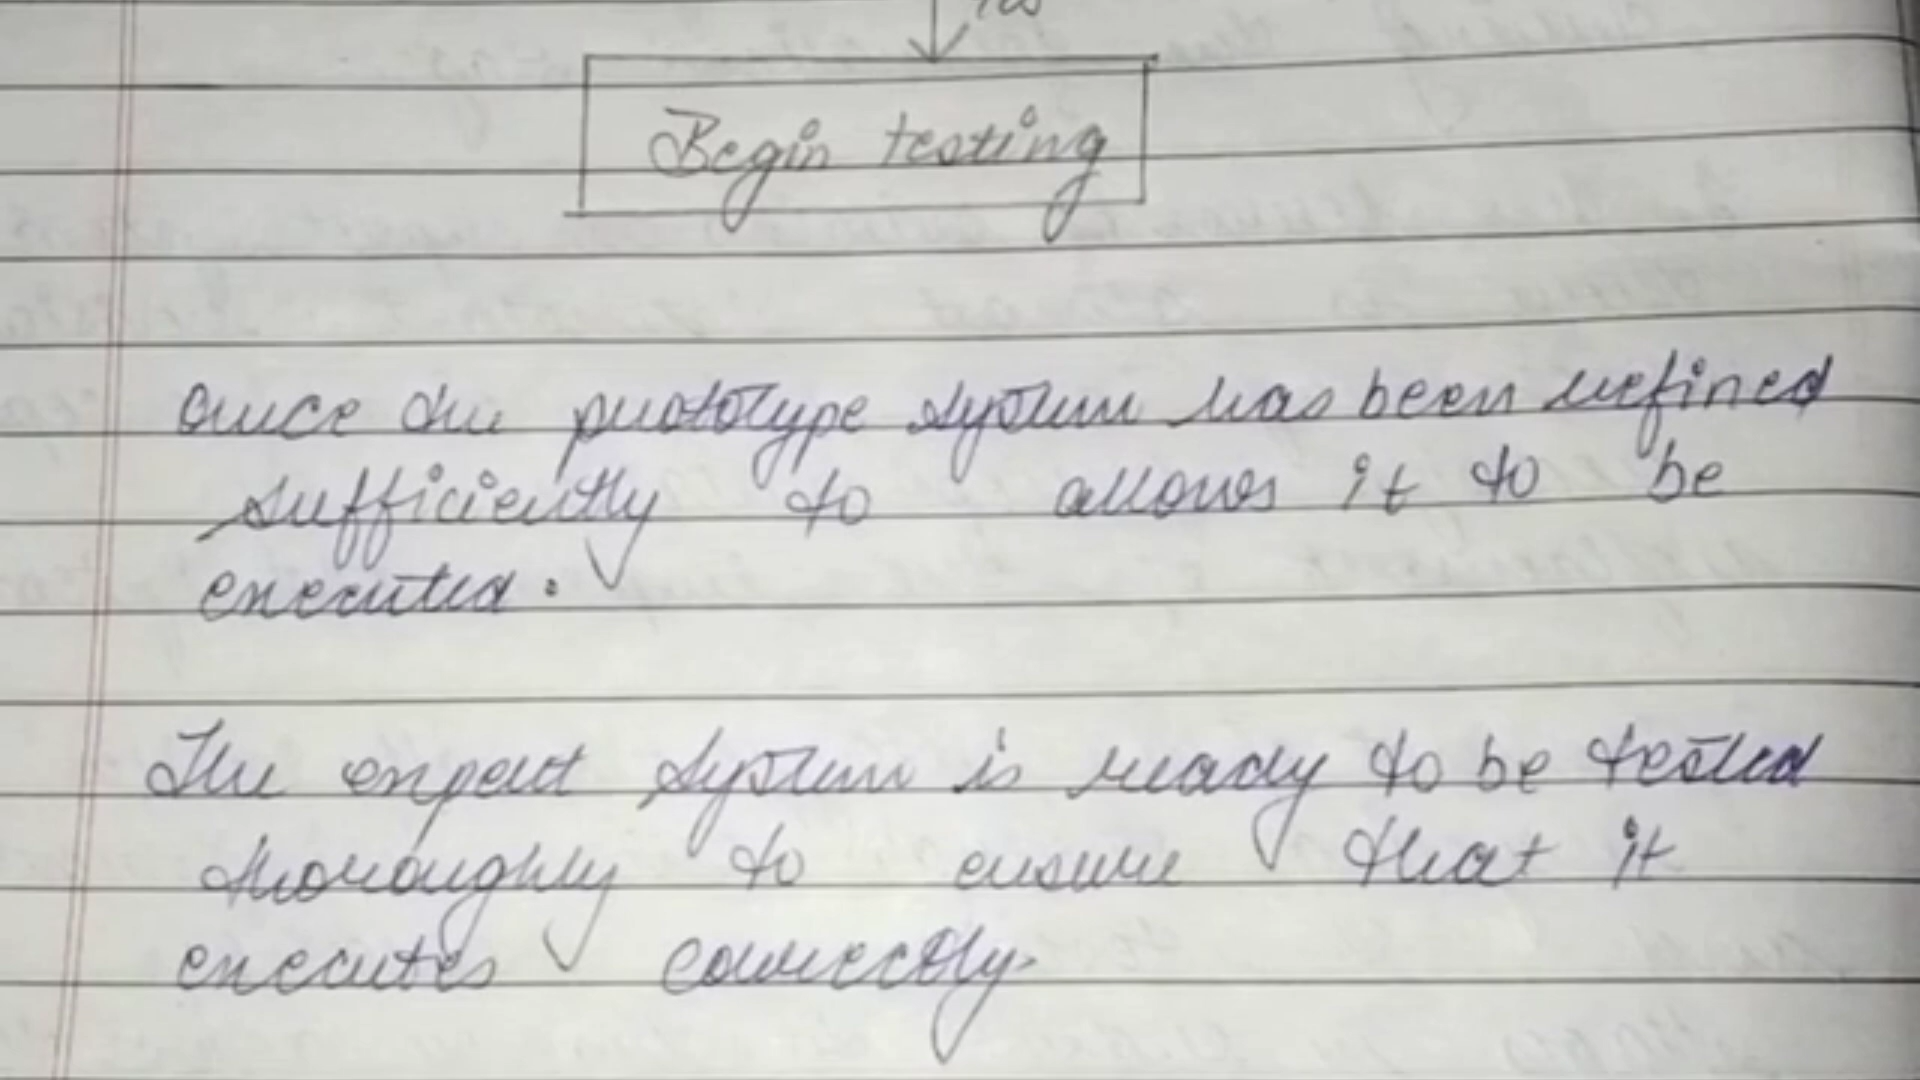 Begin testing
Once the prototype system has been refined
sufficiently to allows it to be
executed.
The expert system is ready to be tested
thoroughly to ensure that it
executes correctly.